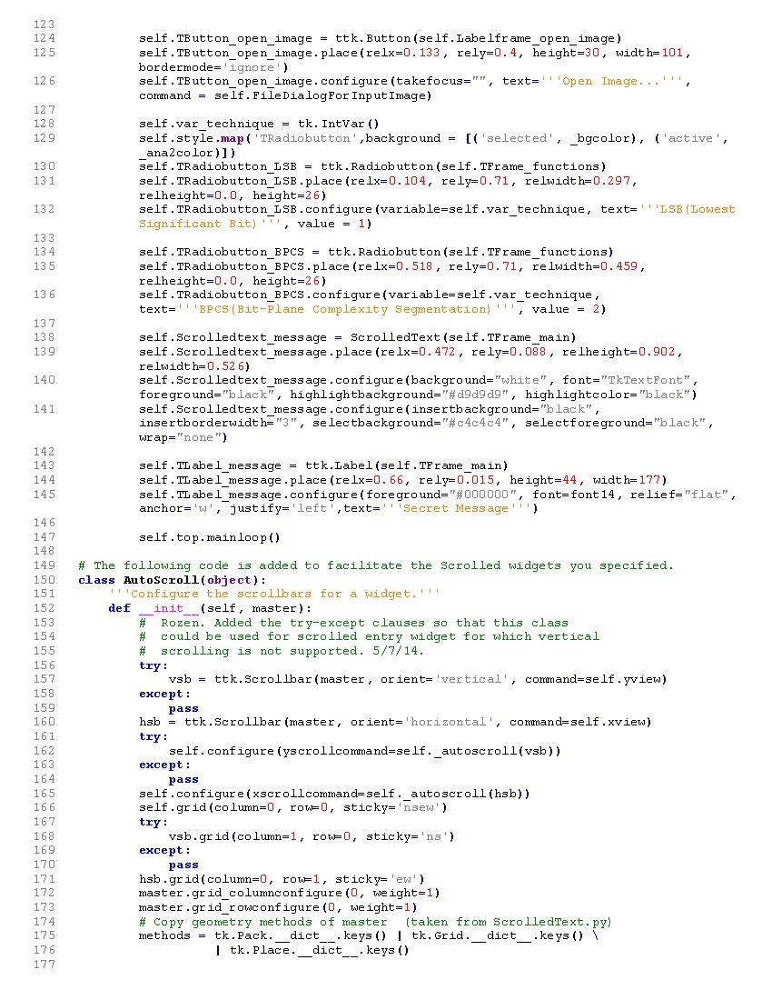 123
124 self.TButton_open_image = ttk.Button(self.Labelframe_open_image)
125 self.TButton_open_image.place(relx=0.133, rely=0.4, height=30, width=101,
bordermode='ignore')
126 self.TButton_open_image.configure(takefocus="", text='''Open Image...''',
command = self.FileDialogForInputImage)
127
128 self.var_technique = tk.IntVar()
129 self.style.map('TRadiobutton',background = [('selected', _bgcolor), ('active',
_ana2color)])
130 self.TRadiobutton_LSB = ttk.Radiobutton(self.TFrame_functions)
131 self.TRadiobutton_LSB.place(relx=0.104, rely=0.71, relwidth=0.297,
relheight=0.0, height=26)
132 self.TRadiobutton_LSB.configure(variable=self.var_technique, text='''LSB(Lowest
Significant Bit)''', value = 1)
133
134 self.TRadiobutton_BPCS = ttk.Radiobutton(self.TFrame_functions)
135 self.TRadiobutton_BPCS.place(relx=0.518, rely=0.71, relwidth=0.459,
relheight=0.0, height=26)
136 self.TRadiobutton_BPCS.configure(variable=self.var_technique,
text='''BPCS(Bit-Plane Complexity Segmentation)''', value = 2)
137
138 self.Scrolledtext_message = ScrolledText(self.TFrame_main)
139 self.Scrolledtext_message.place(relx=0.472, rely=0.088, relheight=0.902,
relwidth=0.526)
140 self.Scrolledtext_message.configure(background="white", font="TkTextFont",
foreground="black", highlightbackground="#d9d9d9", highlightcolor="black")
141 self.Scrolledtext_message.configure(insertbackground="black",
insertborderwidth="3", selectbackground="#c4c4c4", selectforeground="black",
wrap="none")
142
143 self.TLabel_message = ttk.Label(self.TFrame_main)
144 self.TLabel_message.place(relx=0.66, rely=0.015, height=44, width=177)
145 self.TLabel_message.configure(foreground="#000000", font=font14, relief="flat",
anchor='w', justify='left',text='''Secret Message''')
146
147 self.top.mainloop()
148
149 # The following code is added to facilitate the Scrolled widgets you specified.
150 class AutoScroll(object):
151 '''Configure the scrollbars for a widget.'''
152 def __init__(self, master):
153 #  Rozen. Added the try-except clauses so that this class
154 #  could be used for scrolled entry widget for which vertical
155 #  scrolling is not supported. 5/7/14.
156 try:
157 vsb = ttk.Scrollbar(master, orient='vertical', command=self.yview)
158 except:
159 pass
160 hsb = ttk.Scrollbar(master, orient='horizontal', command=self.xview)
161 try:
162 self.configure(yscrollcommand=self._autoscroll(vsb))
163 except:
164 pass
165 self.configure(xscrollcommand=self._autoscroll(hsb))
166 self.grid(column=0, row=0, sticky='nsew')
167 try:
168 vsb.grid(column=1, row=0, sticky='ns')
169 except:
170 pass
171 hsb.grid(column=0, row=1, sticky='ew')
172 master.grid_columnconfigure(0, weight=1)
173 master.grid_rowconfigure(0, weight=1)
174 # Copy geometry methods of master  (taken from ScrolledText.py)
175 methods = tk.Pack.__dict__.keys() | tk.Grid.__dict__.keys() \
176 | tk.Place.__dict__.keys()
177